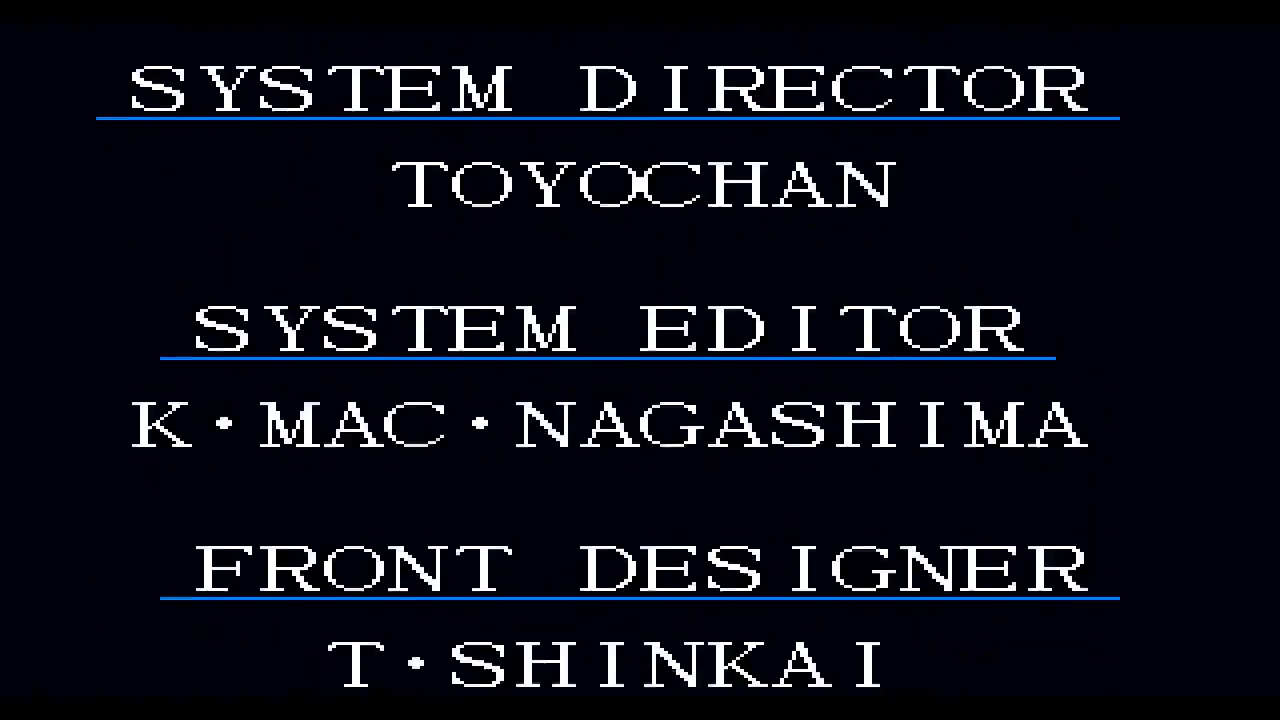 SYSTEM DIRECTOR
TOYOCHAN
SYSTEM EDITOR
K・MAC・NAGASHIMA
FRONT DESIGNER
T・SHINKAI